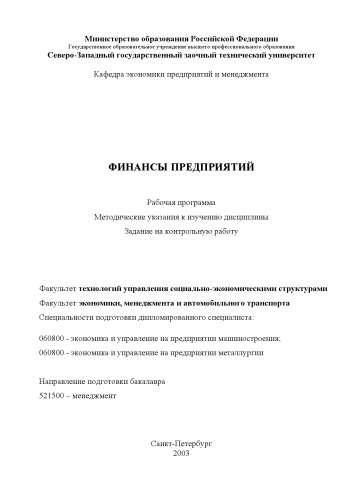 Министерство образования Российской Федерации
Государственное образовательное учреждение высшего профессионального образования
Северо-Западный государственный заочный технический университет
Кафедра экономики предприятий и менеджмента
ФИНАНСЫ ПРЕДПРИЯТИЙ
Рабочая программа
Методические указания к изучению дисциплины
Задание на контрольную работу
Факультет технологий управления социально-экономическими структурами
Факультет экономики, менеджмента и автомобильного транспорта
Специальности подготовки дипломированного специалиста:
060800 - экономика и управление на предприятии машиностроения;
060800 - экономика и управление на предприятии металлургии
Направление подготовки бакалавра
521500 – менеджмент
Санкт-Петербург
2003